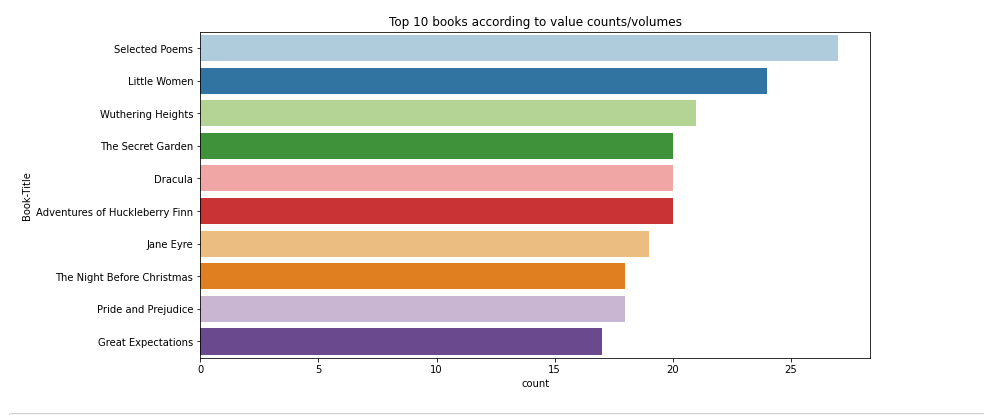 Top 10 books according to value counts/volumes
Selected Poems
Little Women
Wuthering Heights
The Secret Garden
Dracula
Book-Title
Adventures of Huckleberry Finn
Jane Eyre
The Night Before Christmas
Pride and Prejudice
Great Expectations
0 5 10 15 20 25
count